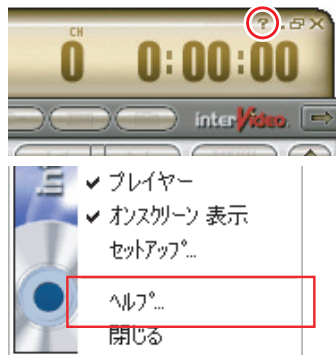 ?
CH
0 0:00:00
interVideo.
✔ プレイヤー
✔ オンスクリーン 表示
セットアップ...
ヘルプ...
閉じる